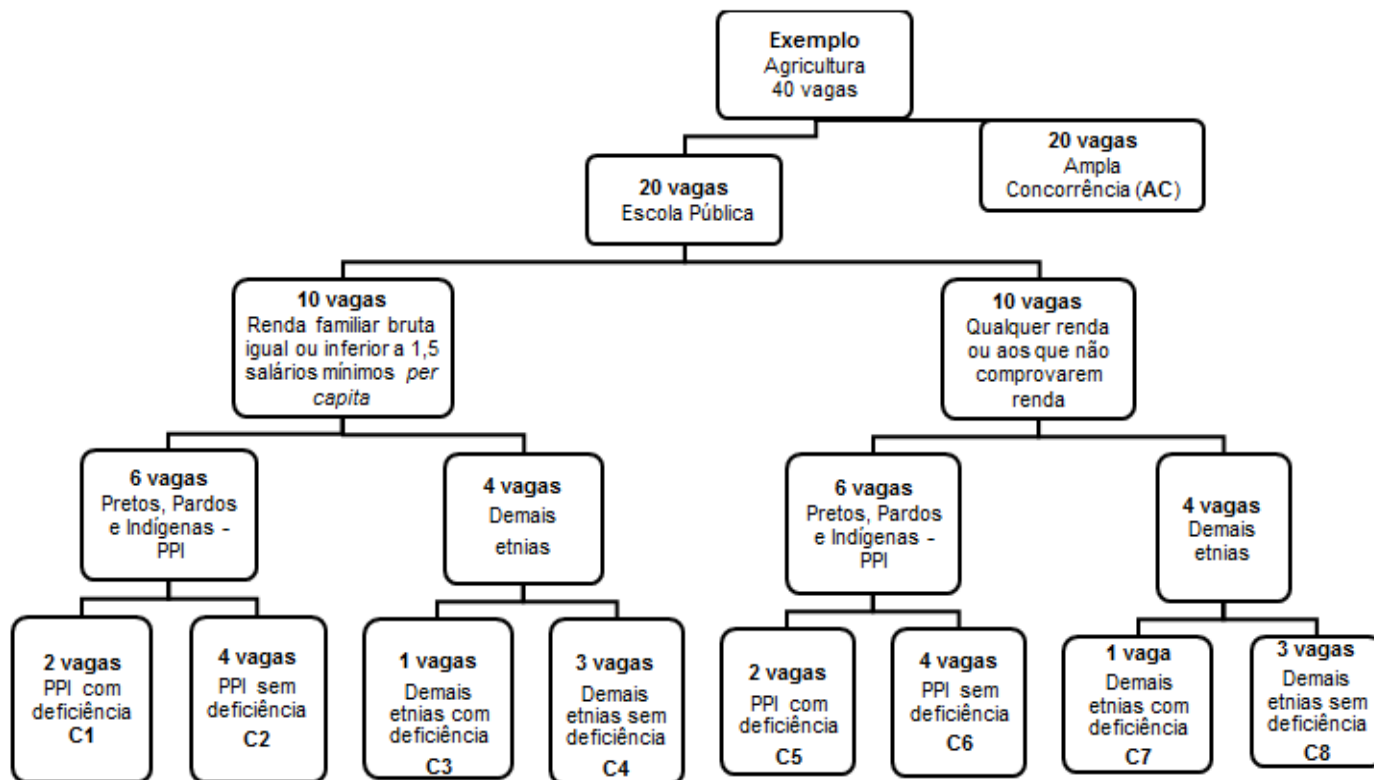 Exemplo
Agricultura
40 vagas
20 vagas
Ampla
Concorrência (AC)
20 vagas
Escola Pública
10 vagas
Renda familiar bruta
igual ou inferior a 1,5
salários mínimos per
capita
10 vagas
Qualquer renda
ou aos que não
comprovarem
renda
6 vagas
Pretos, Pardos
e Indígenas -
PPI
4 vagas
Demais
etnias
6 vagas
Pretos, Pardos
e Indígenas -
PPI
4 vagas
Demais
etnias
2 vagas
PPI com
deficiência
C1
4 vagas
PPI sem
deficiência
C2
1 vagas
Demais
etnias com
deficiência
C3
3 vagas
Demais
etnias sem
deficiência
C4
2 vagas
PPI com
deficiência
C5
4 vagas
PPI sem
deficiência
C6
1 vaga
Demais
etnias com
deficiência
C7
3 vagas
Demais
etnias sem
deficiência
C8